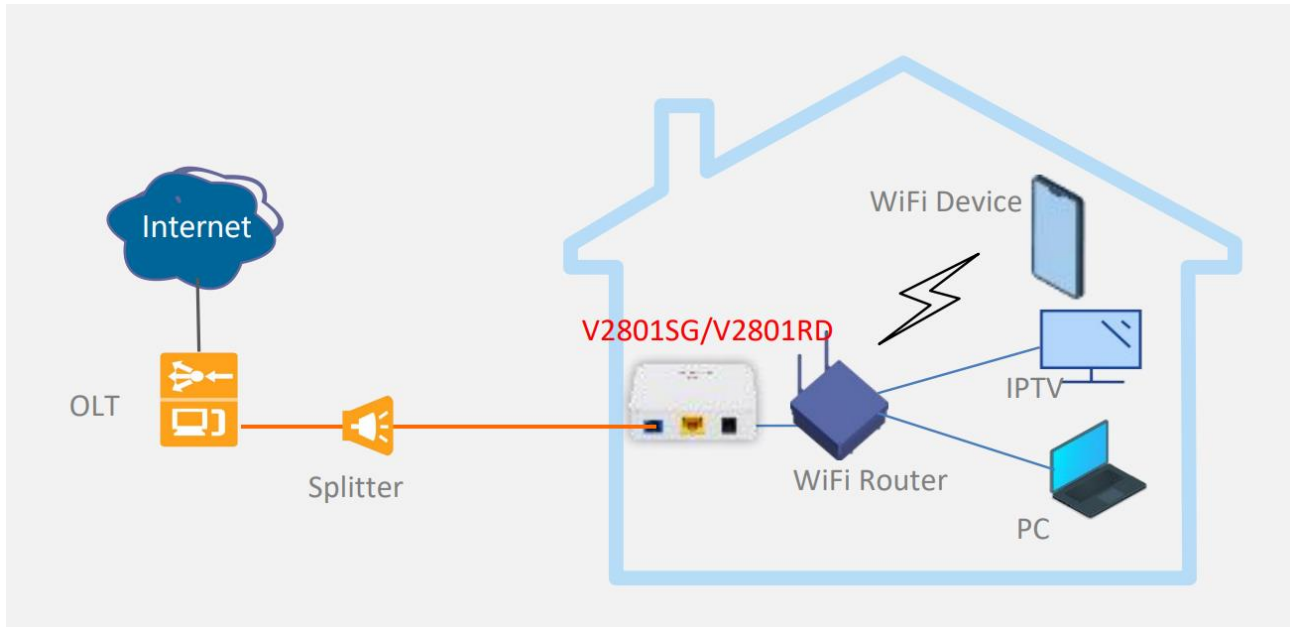 Internet
OLT
Splitter
V2801SG/V2801RD
WiFi Device
IPTV
WiFi Router
PC